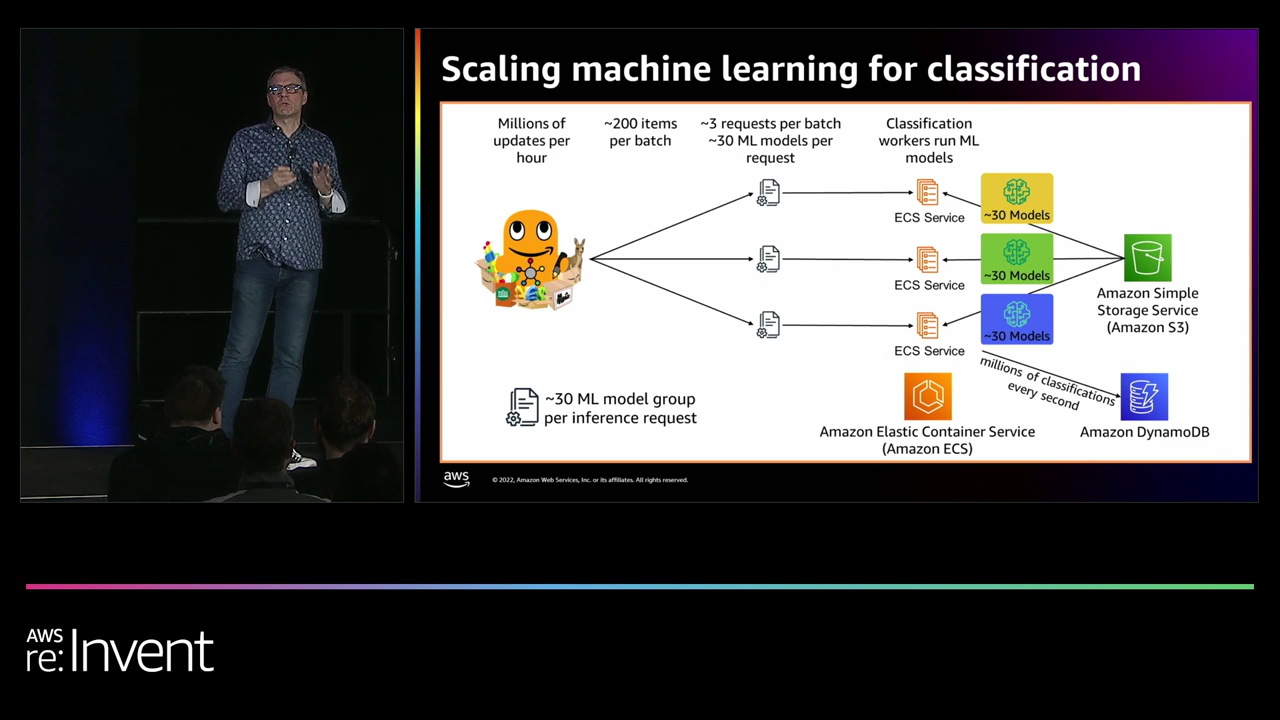 Scaling machine learning for classification
Millions of
updates per
hour
~200 items
per batch
~3 requests per batch
~30 ML models per
request
Classification
workers run ML
models
ECS Service
~30 Models
ECS Service
~30 Models
ECS Service
~30 Models
Amazon Simple
Storage Service
(Amazon S3)
millions of classifications
every second
~30 ML model group
per inference request
Amazon Elastic Container Service
(Amazon ECS)
Amazon DynamoDB
aws
© 2022, Amazon Web Services, Inc. or its affiliates. All rights reserved.
AWS
re:Invent